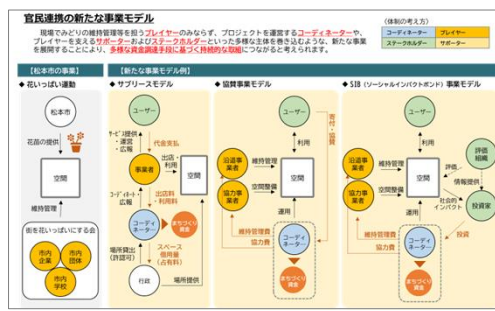 官民連携の新たな事業モデル
現場でみどりの維持管理等を担うプレイヤーのみならず、プロジェクトを運営するコーディネーターや、
プレイヤーを支えるサポーターおよびステークホルダーといった多様な主体を巻き込むような、新たな事業
を展開することにより、多様な資金調達手段に基づく持続的な取組につながると考えられます。
(体制の考え方)
コーディネーター
プレイヤー
ステークホルダー
サポーター
【松本市の事業】
【新たな事業モデル例】
◆ 花いっぱい運動
松本市
花苗の提供
空間
維持管理
街を花いっぱいにする会
市内企業
市内団体
市内学校
◆ サブリースモデル
ユーザー
サービス提供
・運営
・広報
代金支払
事業者
出店・
利用
空間
コーディネート・
広報
出店料・
利用料
コーディネーター
まちづくり資金
場所貸出
(許認可)
スペース
借用量
(占有料)
行政
場所提供
◆ 協賛事業モデル
ユーザー
利用
寄付・協賛
沿道事業者
維持管理
協力事業者
空間整備
空間
運用
維持管理費
協力費
コーディネーター
まちづくり資金
◆ SIB(ソーシャルインパクトボンド)事業モデル
ユーザー
利用
沿道事業者
維持管理
協力事業者
空間整備
空間
評価
評価組織
情報提供
社会的
インパクト
投資家
運用
維持管理費
協力費
投資
コーディネーター
まちづくり資金